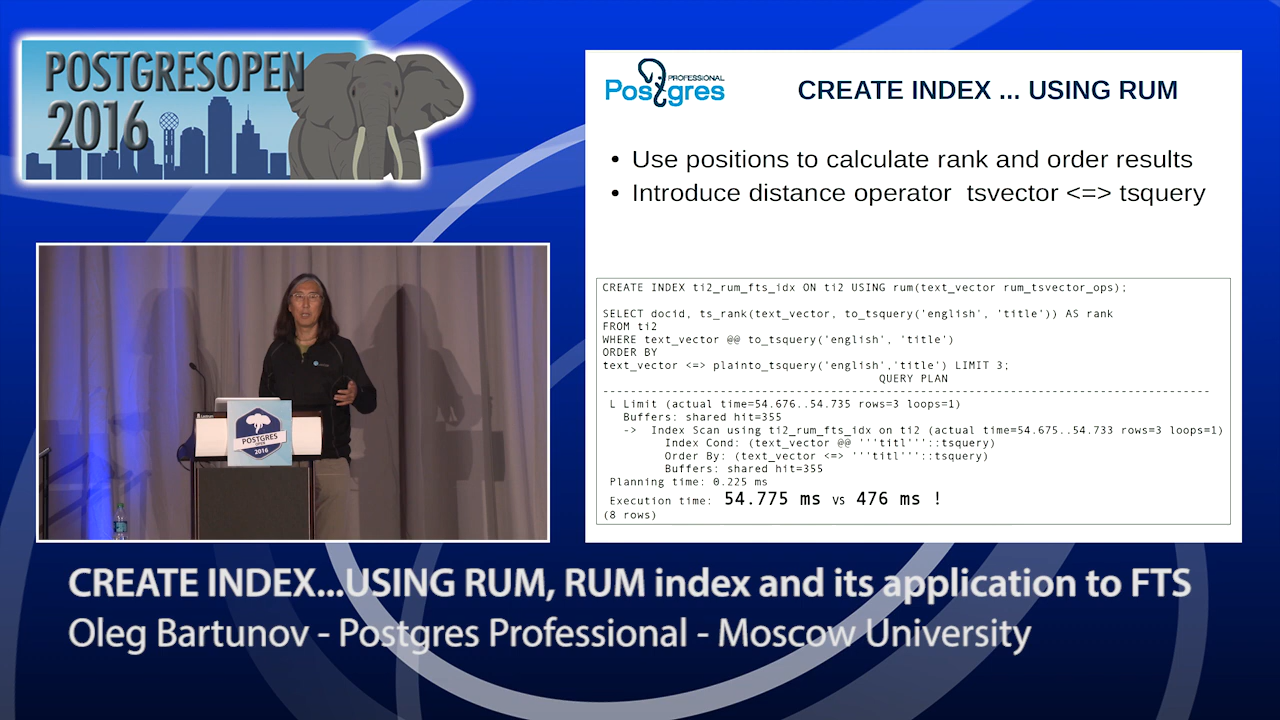 POSTGRESOPEN
2016
PROFESSIONAL
Postgres
CREATE INDEX ... USING RUM
• Use positions to calculate rank and order results
• Introduce distance operator tsvector <=> tsquery
CREATE INDEX ti2_rum_fts_idx ON ti2 USING rum(text_vector rum_tsvector_ops);
SELECT docid, ts_rank(text_vector, to_tsquery('english', 'title')) AS rank
FROM ti2
WHERE text_vector @@ to_tsquery('english', 'title')
ORDER BY
text_vector <=> plainto_tsquery('english','title') LIMIT 3;
QUERY PLAN
---------------------------------------------------------------------------------------
L Limit (actual time=54.676..54.735 rows=3 loops=1)
Buffers: shared hit=355
-> Index Scan using ti2_rum_fts_idx on ti2 (actual time=54.675..54.733 rows=3 loops=1)
Index Cond: (text_vector @@ '''titl'''::tsquery)
Order By: (text_vector <=> '''titl'''::tsquery)
Buffers: shared hit=355
Planning time: 0.225 ms
Execution time: 54.775 ms vs 476 ms !
(8 rows)
POSTGRES
OPEN
2016
CREATE INDEX...USING RUM, RUM index and its application to FTS
Oleg Bartunov - Postgres Professional - Moscow University